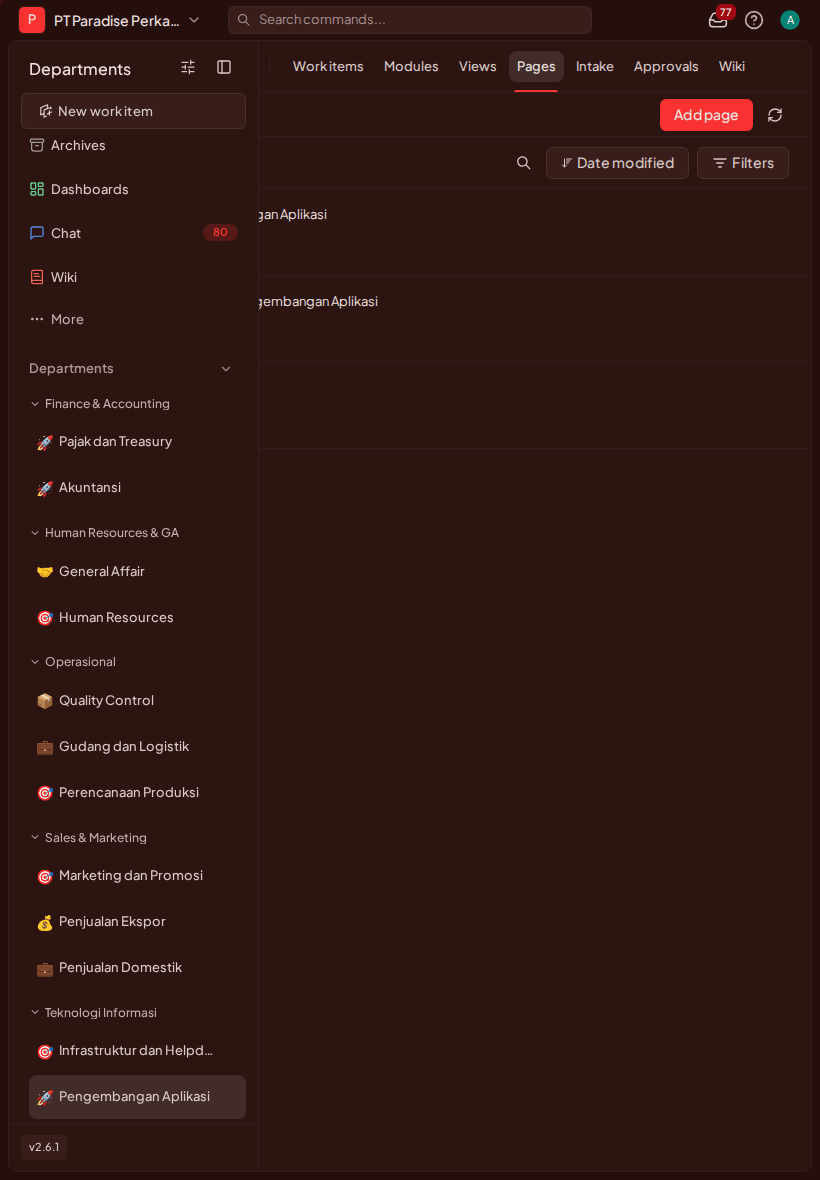 P PT Paradise Perka... Search commands... 77 A
Departments
Work items Modules Views Pages Intake Approvals Wiki
New work item
Add page
Archives
Date modified Filters
Dashboards
gan Aplikasi
Chat 80
Wiki
gembangan Aplikasi
More
Departments
Finance & Accounting
Pajak dan Treasury
Akuntansi
Human Resources & GA
General Affair
Human Resources
Operasional
Quality Control
Gudang dan Logistik
Perencanaan Produksi
Sales & Marketing
Marketing dan Promosi
Penjualan Ekspor
Penjualan Domestik
Teknologi Informasi
Infrastruktur dan Helpd...
Pengembangan Aplikasi
v2.6.1